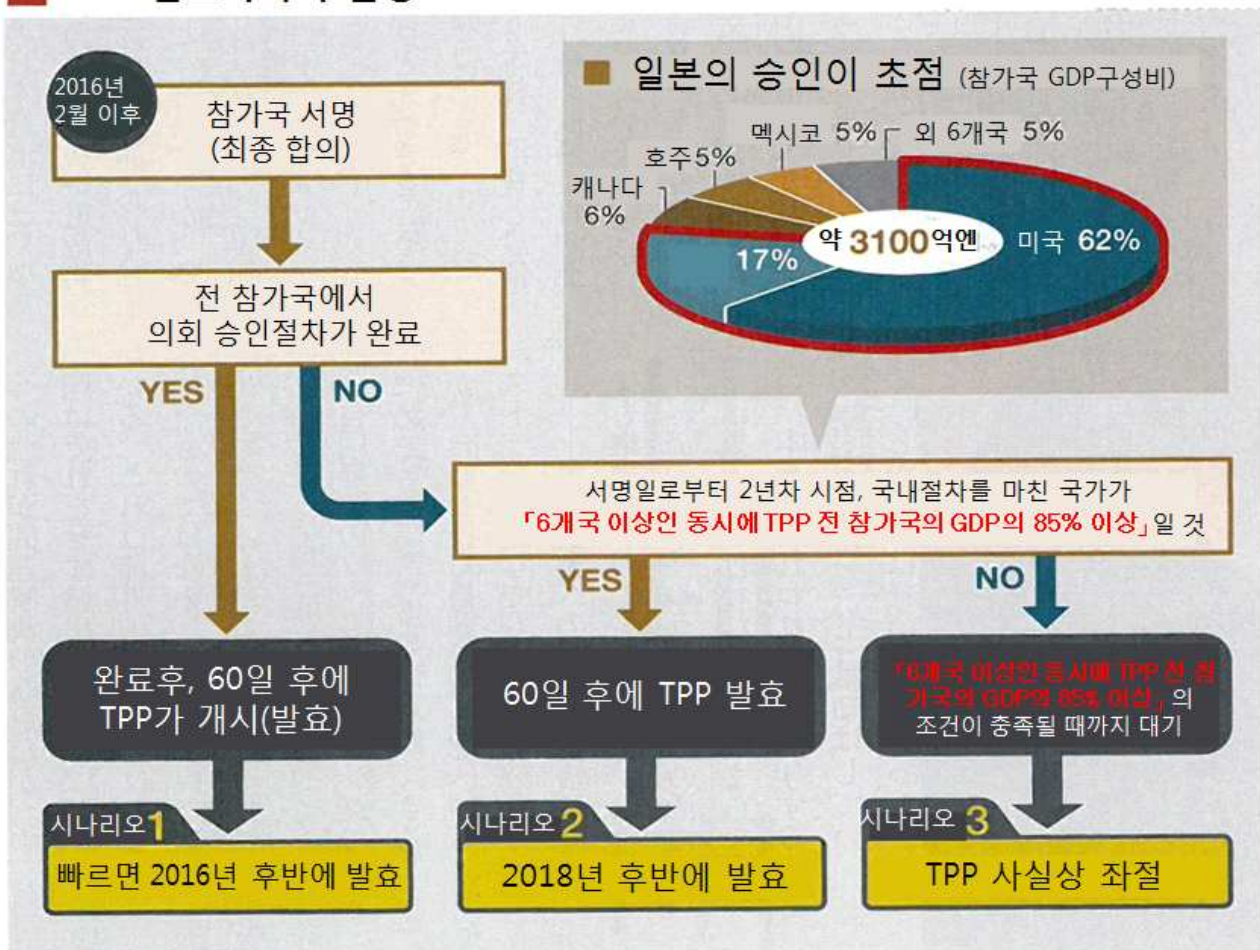 2016년
2월 이후
참가국 서명
(최종 합의)
■ 일본의 승인이 초점 (참가국 GDP구성비)
멕시코 5%
외 6개국 5%
호주5%
캐나다
6%
약 3100억엔
미국 62%
17%
전 참가국에서
의회 승인절차가 완료
YES
NO
서명일로부터 2년차 시점, 국내절차를 마친 국가가
「6개국 이상인 동시에 TPP 전 참가국의 GDP의 85% 이상」일 것
YES
NO
완료후, 60일 후에
TPP가 개시(발효)
60일 후에 TPP 발효
「6개국 이상인 동시에 TPP 전 참
가국의 GDP의 85% 이상」의
조건이 충족될 때까지 대기
시나리오1
빠르면 2016년 후반에 발효
시나리오 2
2018년 후반에 발효
시나리오 3
TPP 사실상 좌절